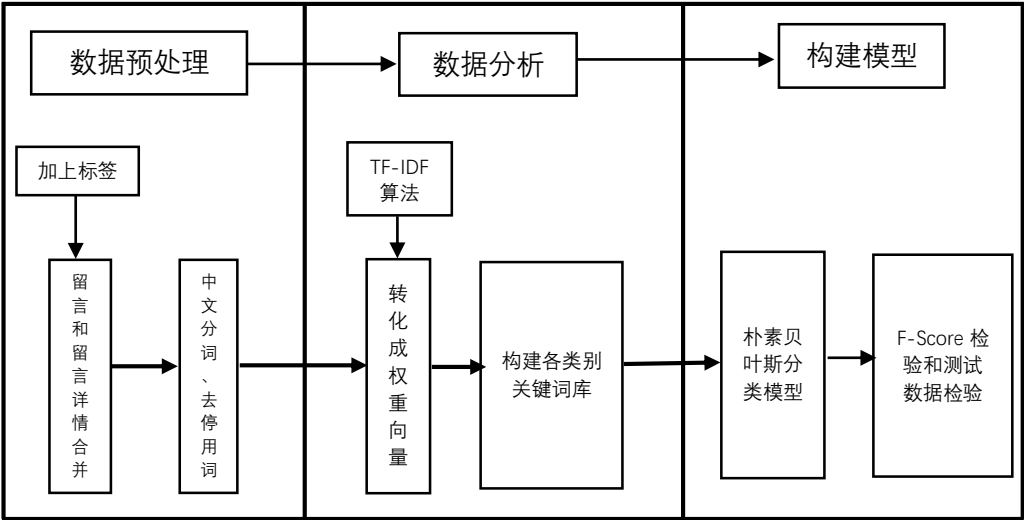 数据预处理
数据分析
构建模型
加上标签
TF-IDF
算法
留言和留言详情合并
中文分词、去停用词
转化成权重向量
构建各类别
关键词库
朴素贝
叶斯分
类模型
F-Score 检
验和测试
数据检验